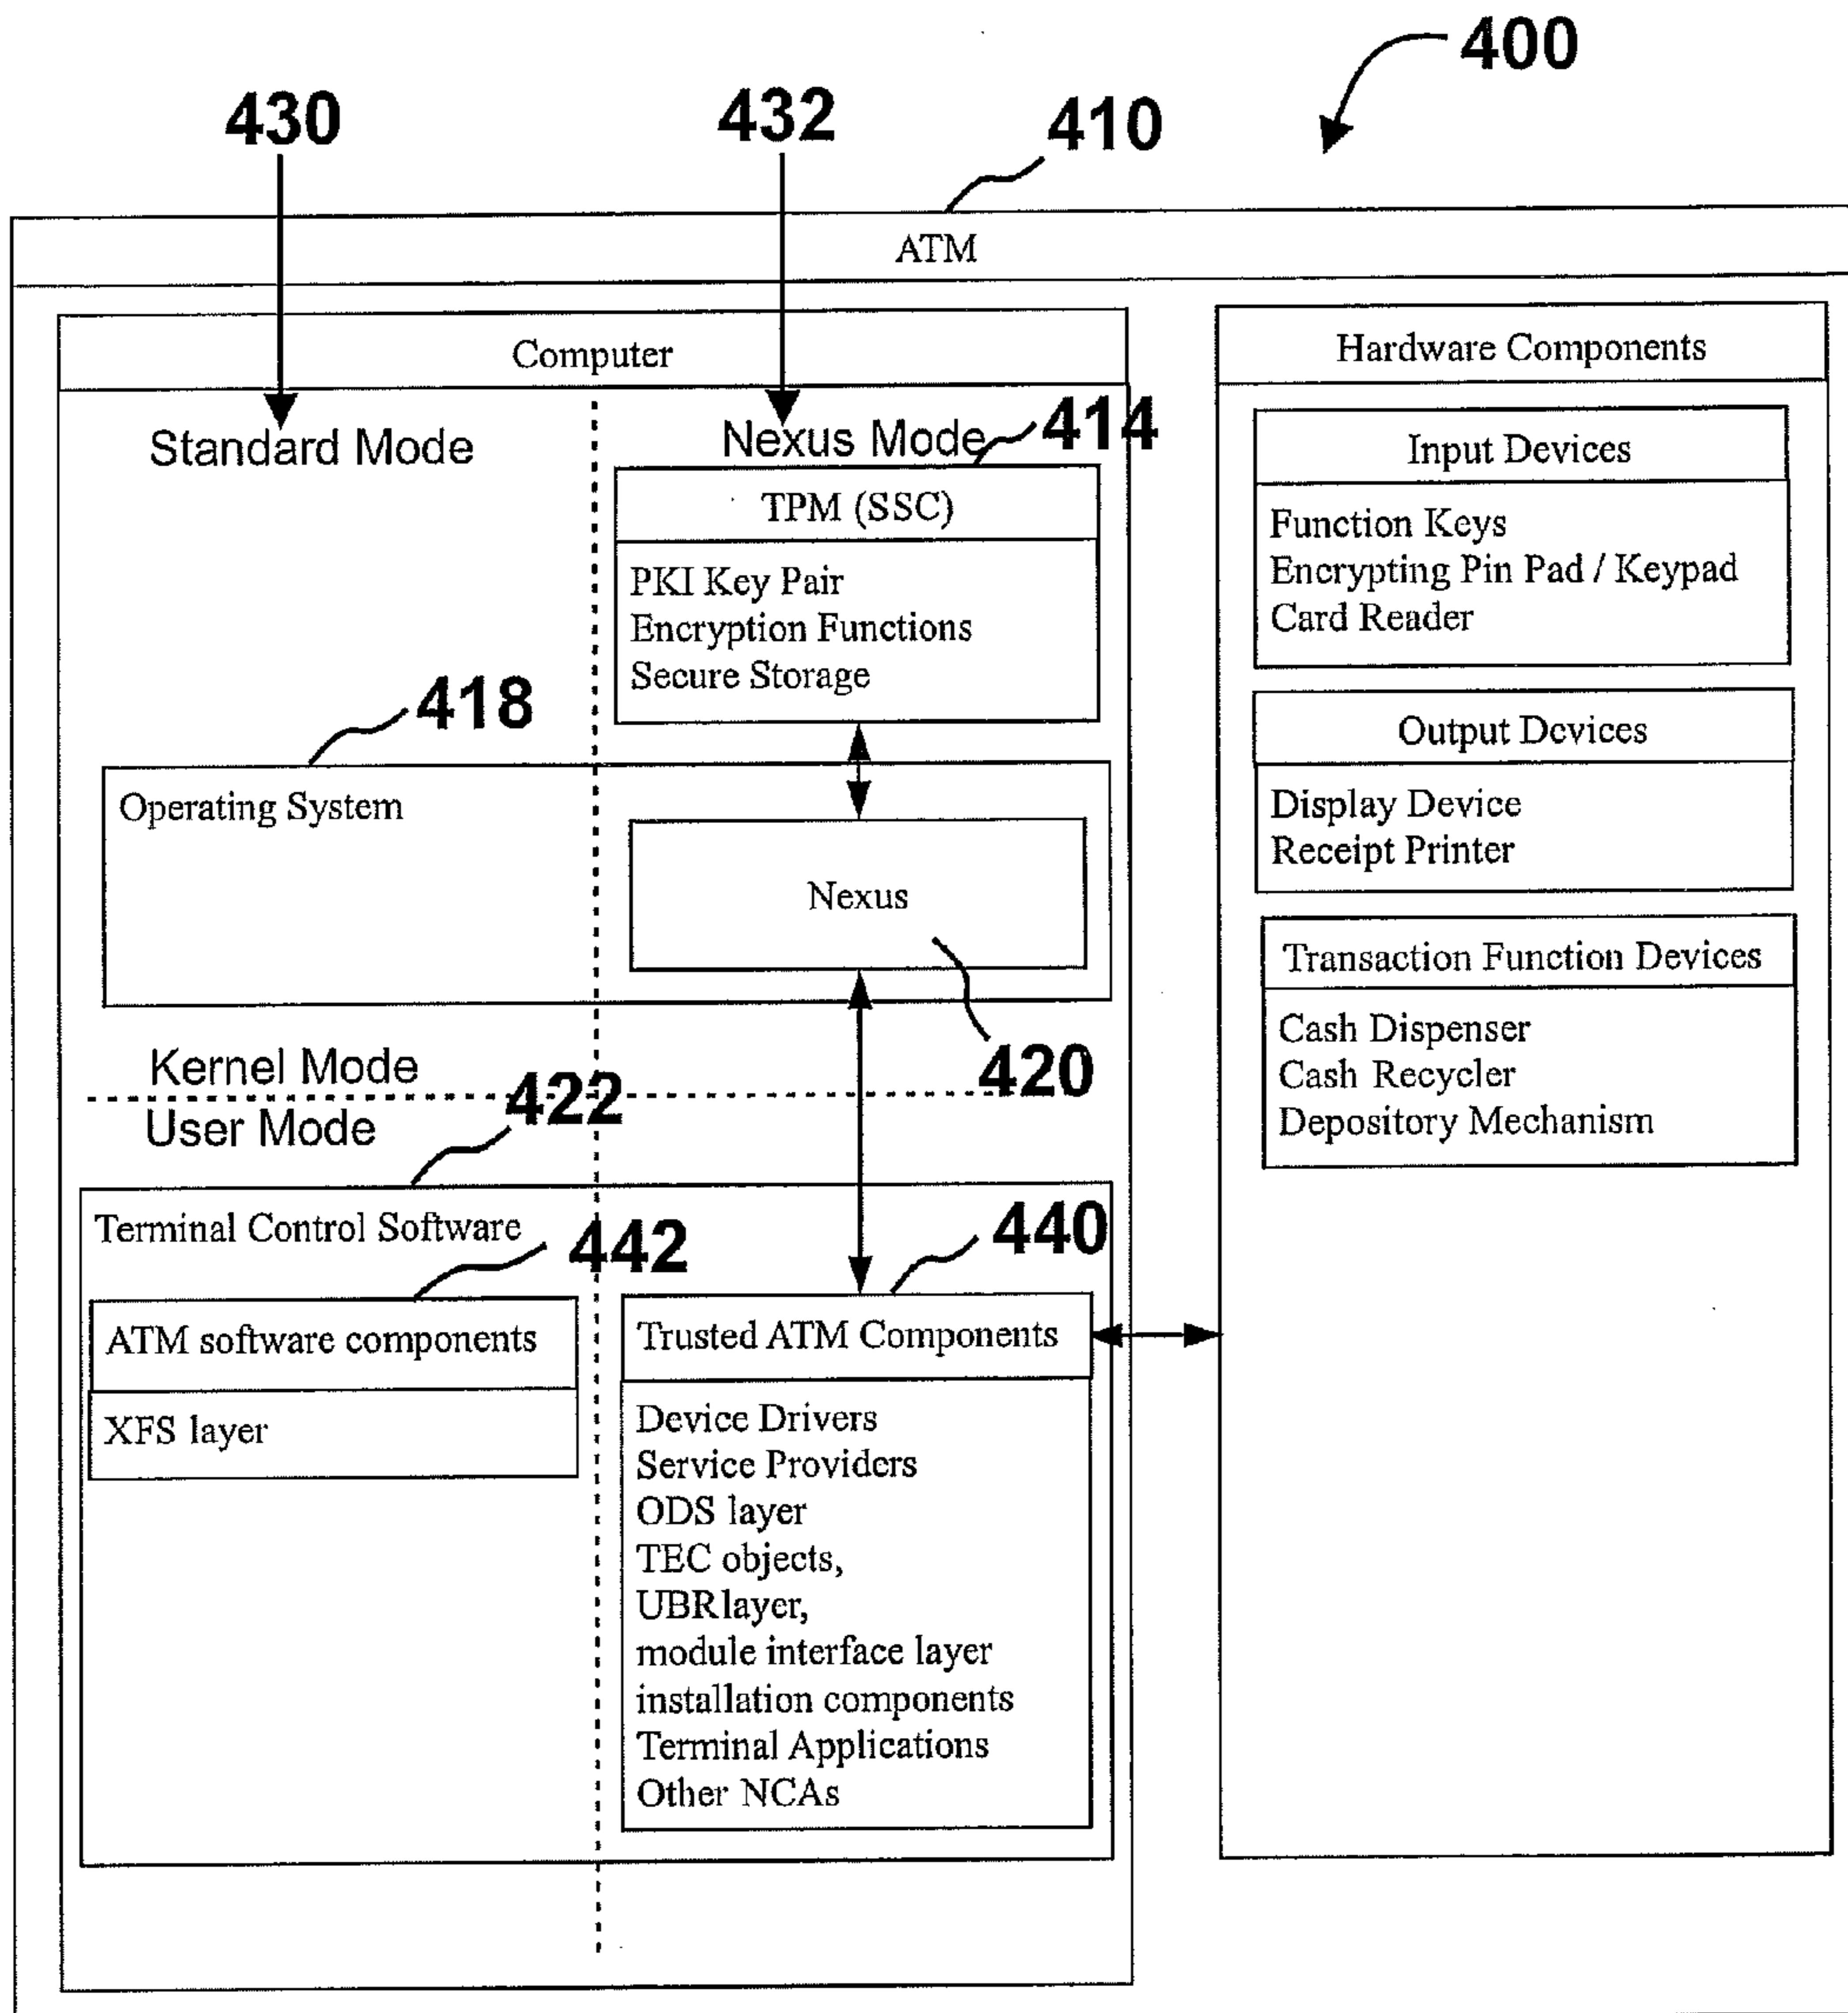 400
430
432
410
ATM
Computer
Standard Mode
Nexus Mode
414
TPM (SSC)
PKI Key Pair
Encryption Functions
Secure Storage
418
Operating System
Nexus
420
Kernel Mode
User Mode
422
Terminal Control Software
442
ATM software components
XFS layer
440
Trusted ATM Components
Device Drivers
Service Providers
ODS layer
TEC objects,
UBR layer,
module interface layer
installation components
Terminal Applications
Other NCAs
Hardware Components
Input Devices
Function Keys
Encrypting Pin Pad / Keypad
Card Reader
Output Devices
Display Device
Receipt Printer
Transaction Function Devices
Cash Dispenser
Cash Recycler
Depository Mechanism